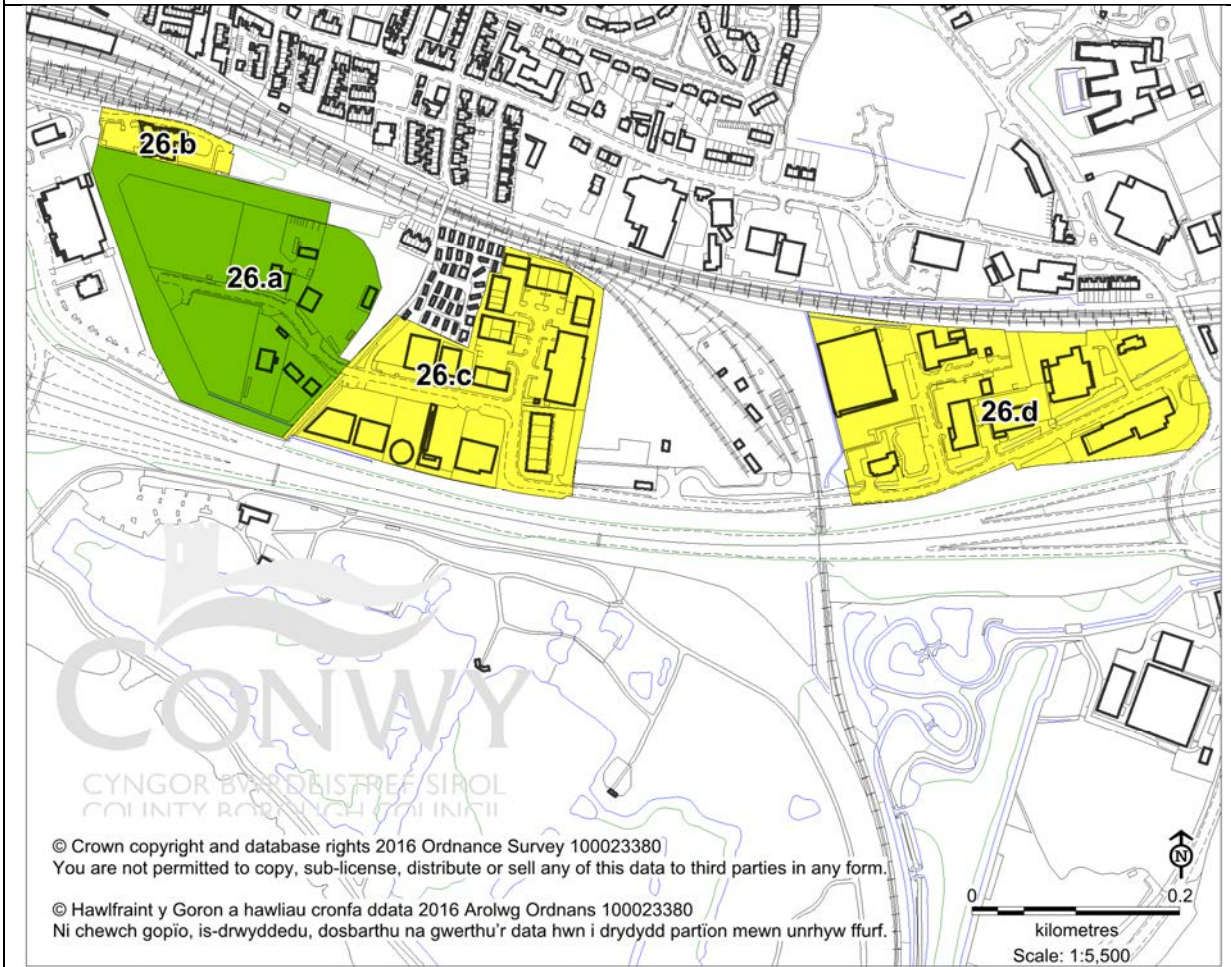 26.b
26.a
26.c
26.d
CONWY
CYNGOR BWRDEISTREF SIROL
COUNTY BOROUGH COUNCIL
© Crown copyright and database rights 2016 Ordnance Survey 100023380
You are not permitted to copy, sub-license, distribute or sell any of this data to third parties in any form.
© Hawlfraint y Goron a hawliau cronfa ddata 2016 Arolwg Ordnans 100023380
Ni chewch gopïo, is-drwyddedu, dosbarthu na gwerthu'r data hwn i drydydd partïon mewn unrhyw ffurf.
N
0 0.2
kilometres
Scale: 1:5,500